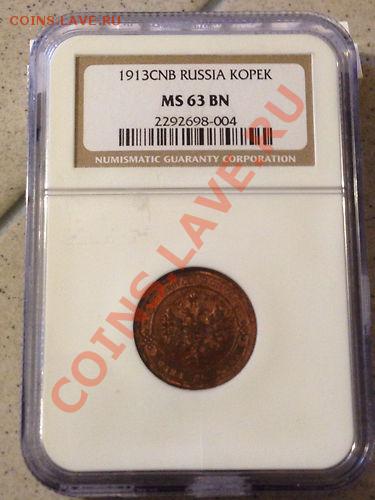 COINS.LAVE.RU
1913CNB RUSSIA KOPEK
MS 63 BN
2292698-004
NUMISMATIC GUARANTY CORPORATION
COINS.LAVE.RU